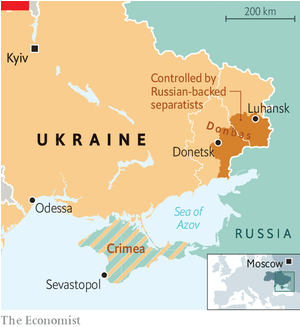 200 km
Kyiv
Controlled by
Russian-backed
separatists
Luhansk
Donbas
UKRAINE
Donetsk
Odessa
Sea of
Azov
RUSSIA
Crimea
Moscow
Sevastopol
The Economist